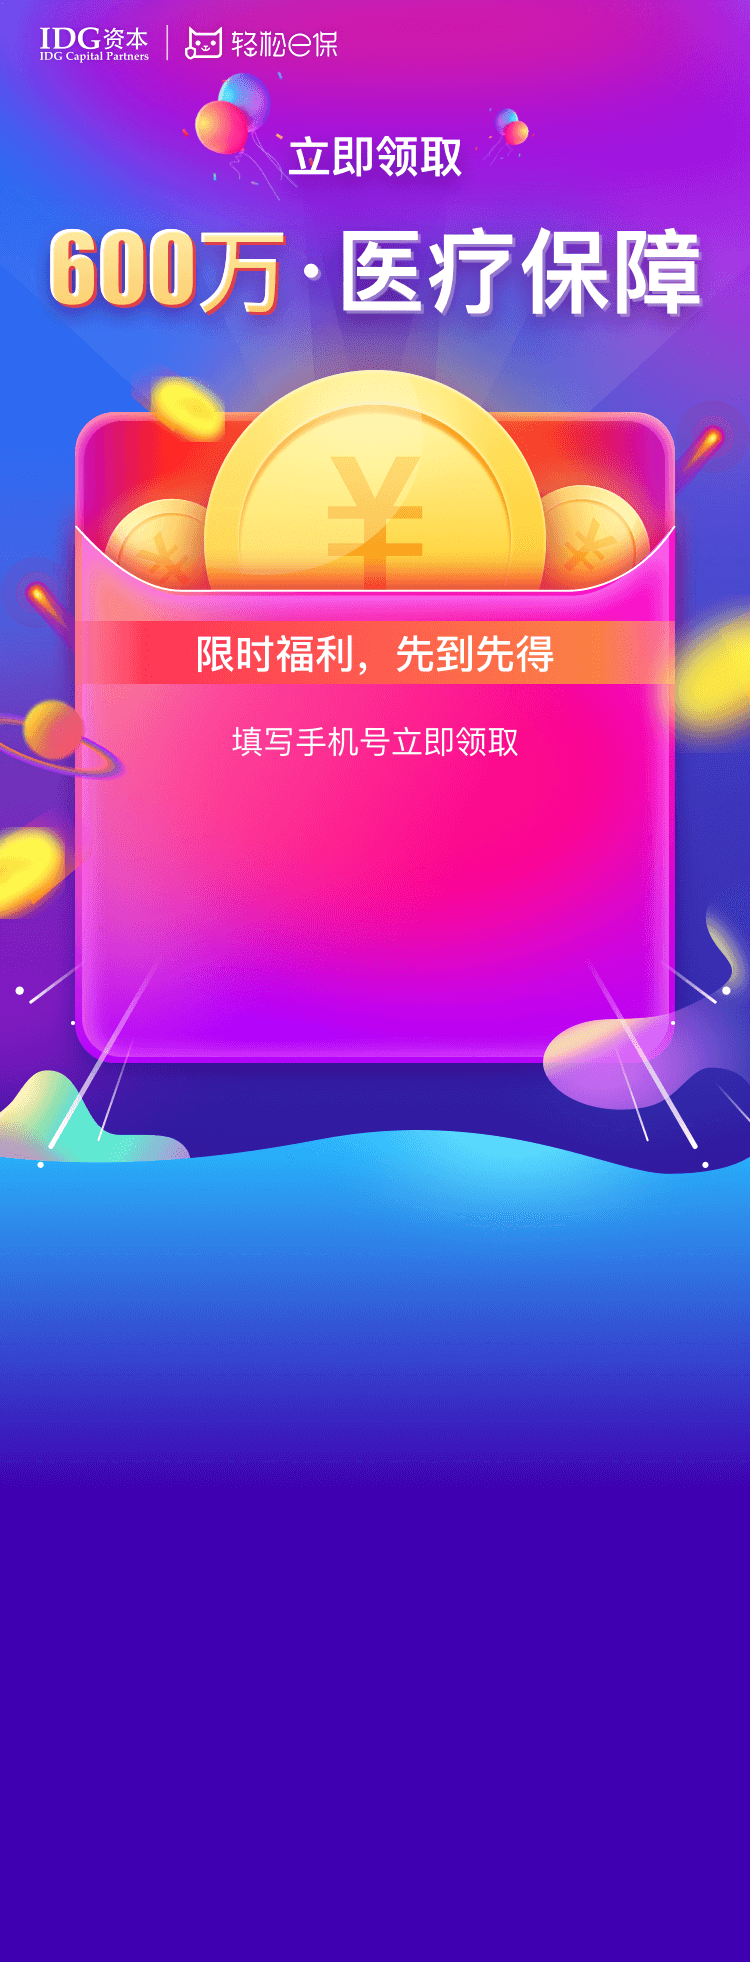 IDG资本
IDG Capital Partners
轻松e保
立即领取
600万·医疗保障
¥
¥ ¥
限时福利，先到先得
填写手机号立即领取